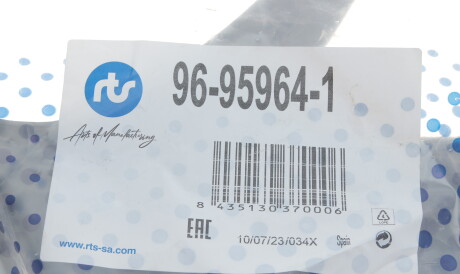 rts
96-95964-1
Arts of Manufacturing
8 435130 370006
EAC
10/07/23/034X
Spain
www.rts-sa.com